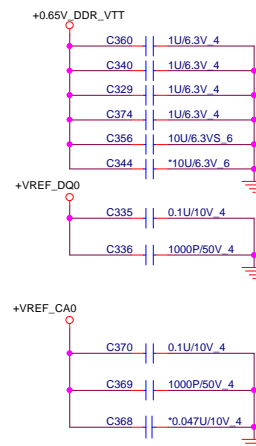 +0.65V_DDR_VTT
C360 1U/6.3V_4
C340 1U/6.3V_4
C329 1U/6.3V_4
C374 1U/6.3V_4
C356 10U/6.3VS_6
C344 *10U/6.3V_6
+VREF_DQ0
C335 0.1U/10V_4
C336 1000P/50V_4
+VREF_CA0
C370 0.1U/10V_4
C369 1000P/50V_4
C368 *0.047U/10V_4